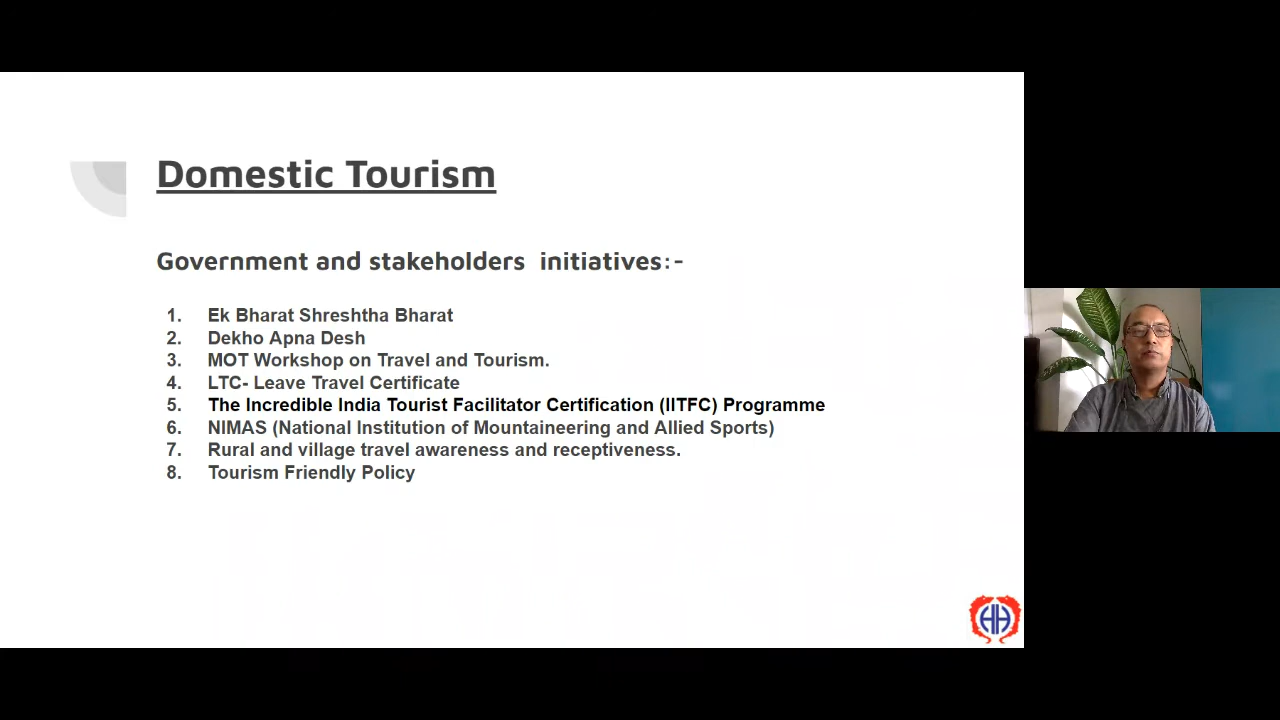 Domestic Tourism
Government and stakeholders initiatives:-
1. Ek Bharat Shreshtha Bharat
2. Dekho Apna Desh
3. MOT Workshop on Travel and Tourism.
4. LTC- Leave Travel Certificate
5. The Incredible India Tourist Facilitator Certification (IITFC) Programme
6. NIMAS (National Institution of Mountaineering and Allied Sports)
7. Rural and village travel awareness and receptiveness.
8. Tourism Friendly Policy
HH